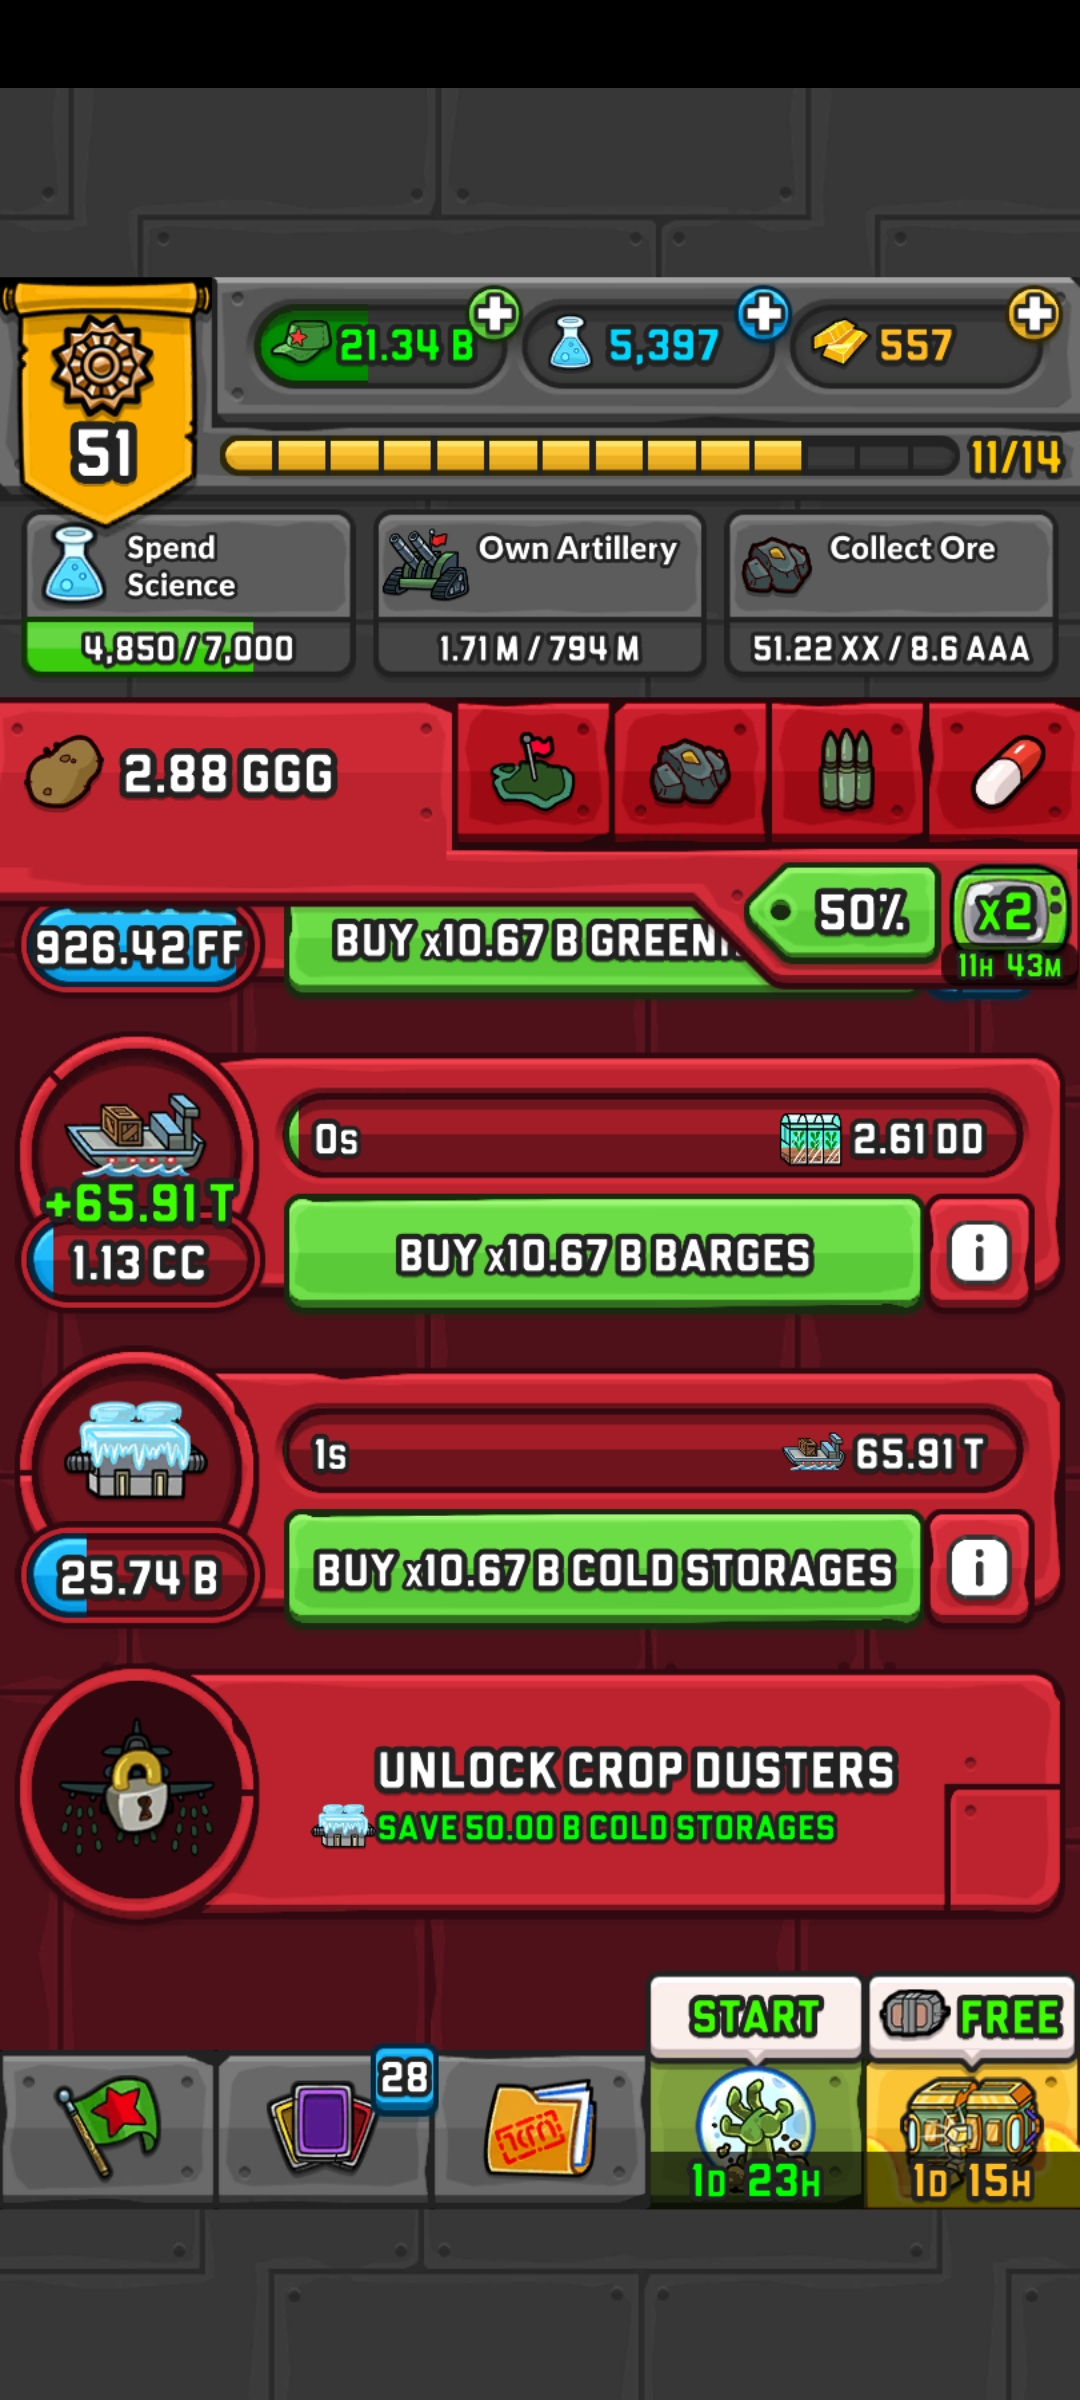 21.34 B
5,397
557
51
11/14
Spend
Science
Own Artillery
Collect Ore
4,850/7,000
1.71 M/794 M
51.22 XX/8.6 AAA
2.88 GGG
50%
x2
11H 43M
926.42 FF
BUY x10.67 B
0s
2.61 DD
+65.91 T
1.13 CC
BUY x10.67 B BARGES
i
1s
65.91 T
25.74 B
BUY x10.67 B COLD STORAGES
i
UNLOCK CROP DUSTERS
SAVE 50.00 B COLD STORAGES
START
FREE
28
1D 23H
1D 15H